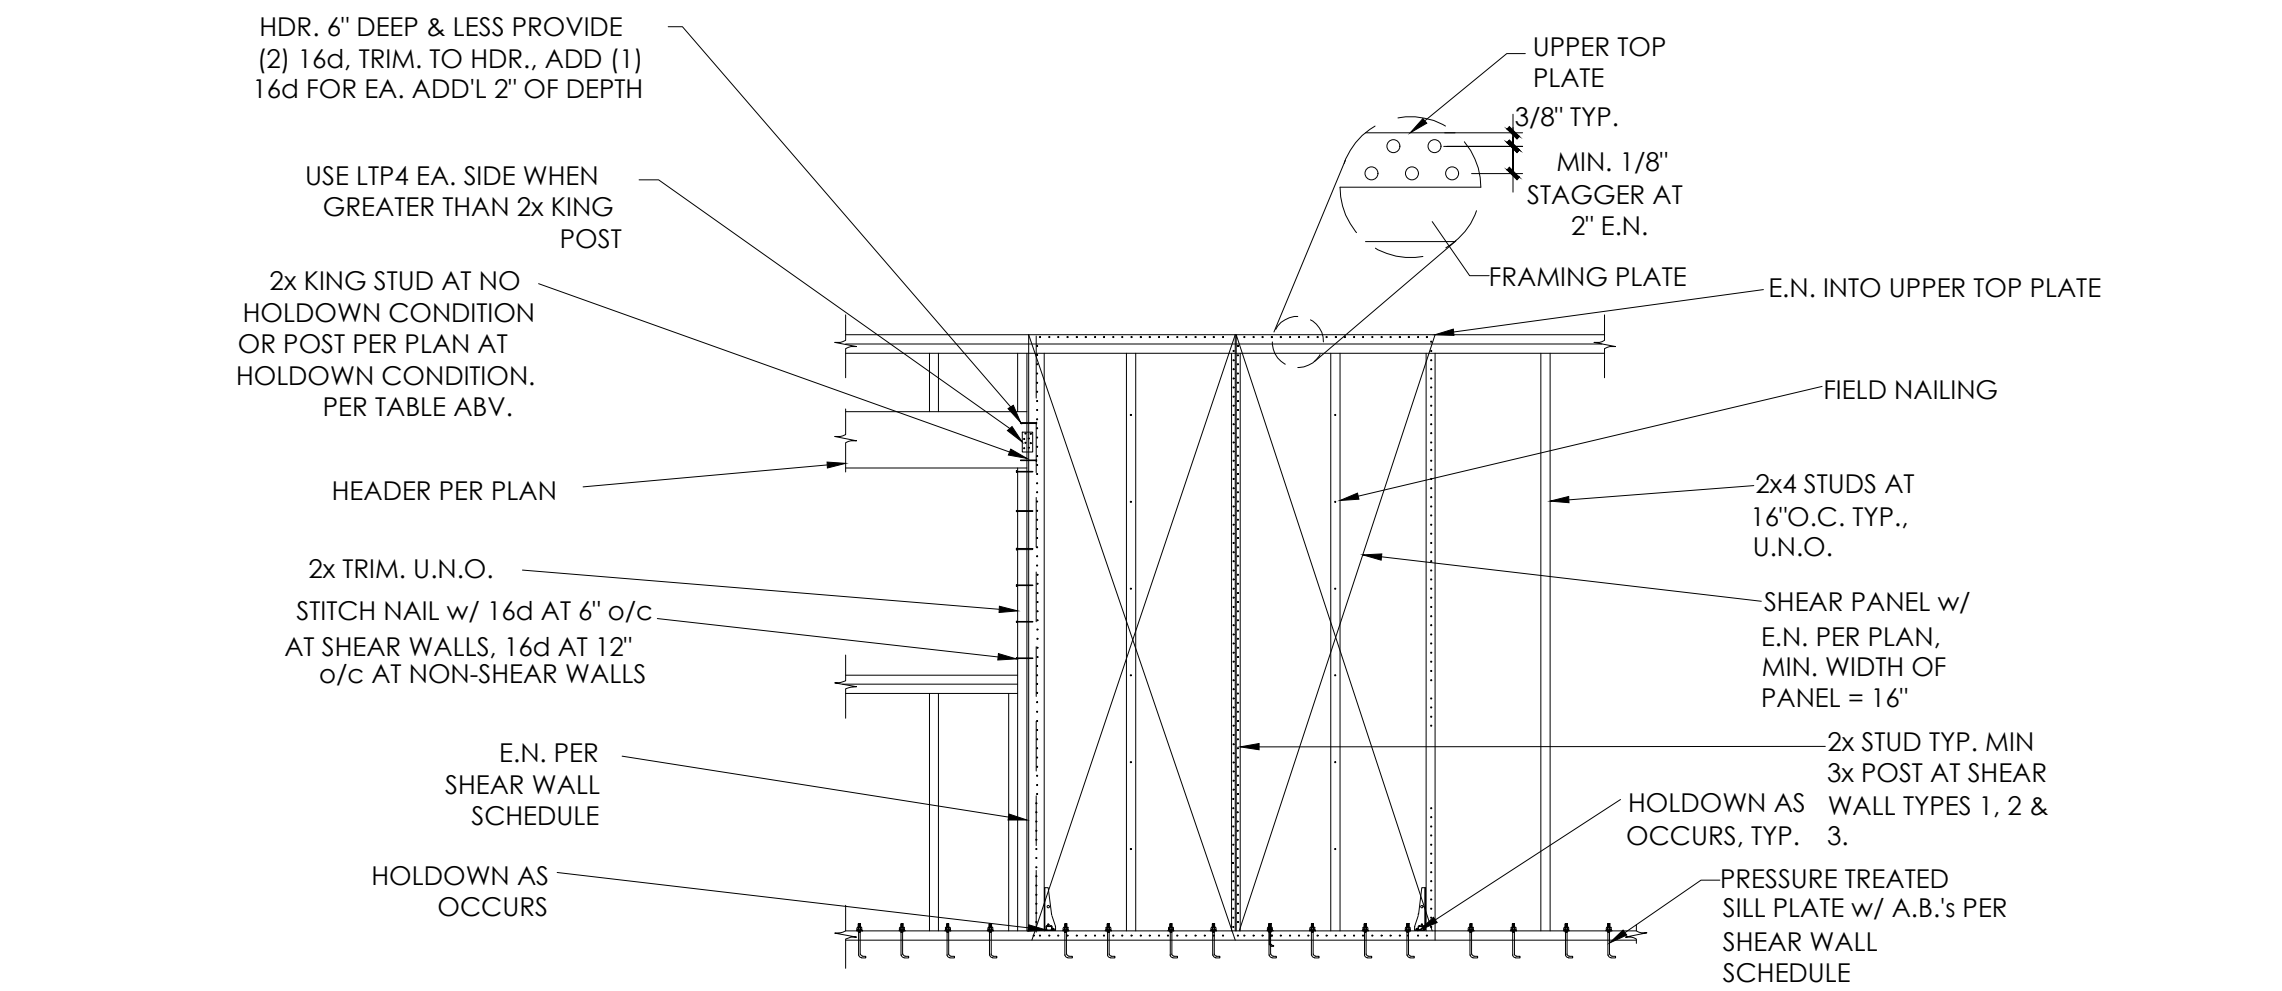 HDR. 6" DEEP & LESS PROVIDE
(2) 16d, TRIM. TO HDR., ADD (1)
16d FOR EA. ADD'L 2" OF DEPTH
USE LTP4 EA. SIDE WHEN
GREATER THAN 2x KING
POST
2x KING STUD AT NO
HOLDOWN CONDITION
OR POST PER PLAN AT
HOLDOWN CONDITION.
PER TABLE ABV.
HEADER PER PLAN
2x TRIM. U.N.O.
STITCH NAIL w/ 16d AT 6" o/c
AT SHEAR WALLS, 16d AT 12"
o/c AT NON-SHEAR WALLS
E.N. PER
SHEAR WALL
SCHEDULE
HOLDOWN AS
OCCURS
UPPER TOP
PLATE
3/8" TYP.
MIN. 1/8"
STAGGER AT
2" E.N.
FRAMING PLATE
E.N. INTO UPPER TOP PLATE
FIELD NAILING
2x4 STUDS AT
16"O.C. TYP.,
U.N.O.
SHEAR PANEL w/
E.N. PER PLAN,
MIN. WIDTH OF
PANEL = 16"
2x STUD TYP. MIN
3x POST AT SHEAR
WALL TYPES 1, 2 &
3.
HOLDOWN AS
OCCURS, TYP.
PRESSURE TREATED
SILL PLATE w/ A.B.'s PER
SHEAR WALL
SCHEDULE